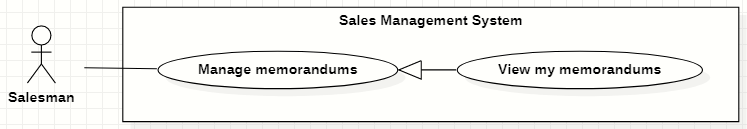 Sales Management System
Manage memorandums
View my memorandums
Salesman